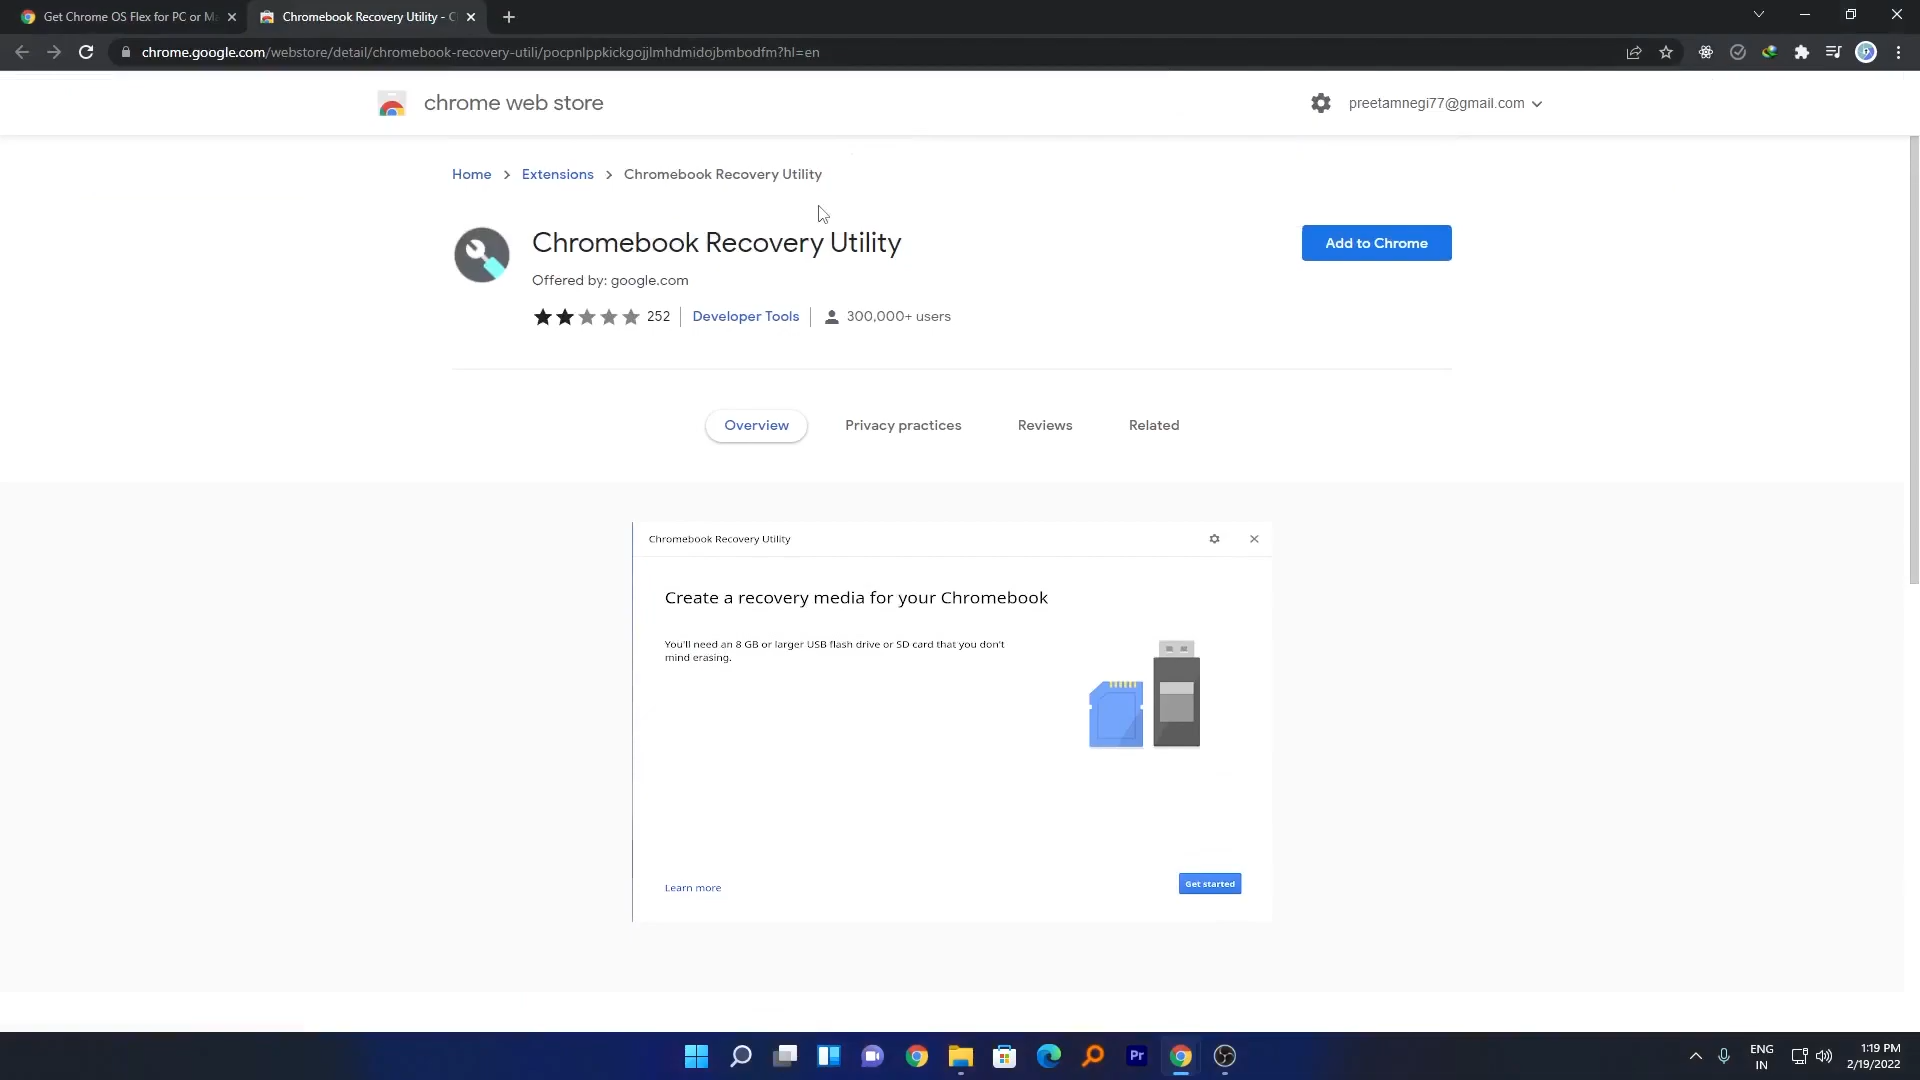 Get Chrome OS Flex for PC or Ma
Chromebook Recovery Utility - C
chrome.google.com/webstore/detail/chromebook-recovery-utili/pocpnlppkickgojjlmhdmidojbmbodfm?hl=en
chrome web store
preetamnegi77@gmail.com
Home > Extensions > Chromebook Recovery Utility
Chromebook Recovery Utility
Add to Chrome
Offered by: google.com
252
Developer Tools
300,000+ users
Overview
Privacy practices
Reviews
Related
Chromebook Recovery Utility
Create a recovery media for your Chromebook
You'll need an 8 GB or larger USB flash drive or SD card that you don't
mind erasing.
Learn more
Get started
Pr
ENG
IN
1:19 PM
2/19/2022